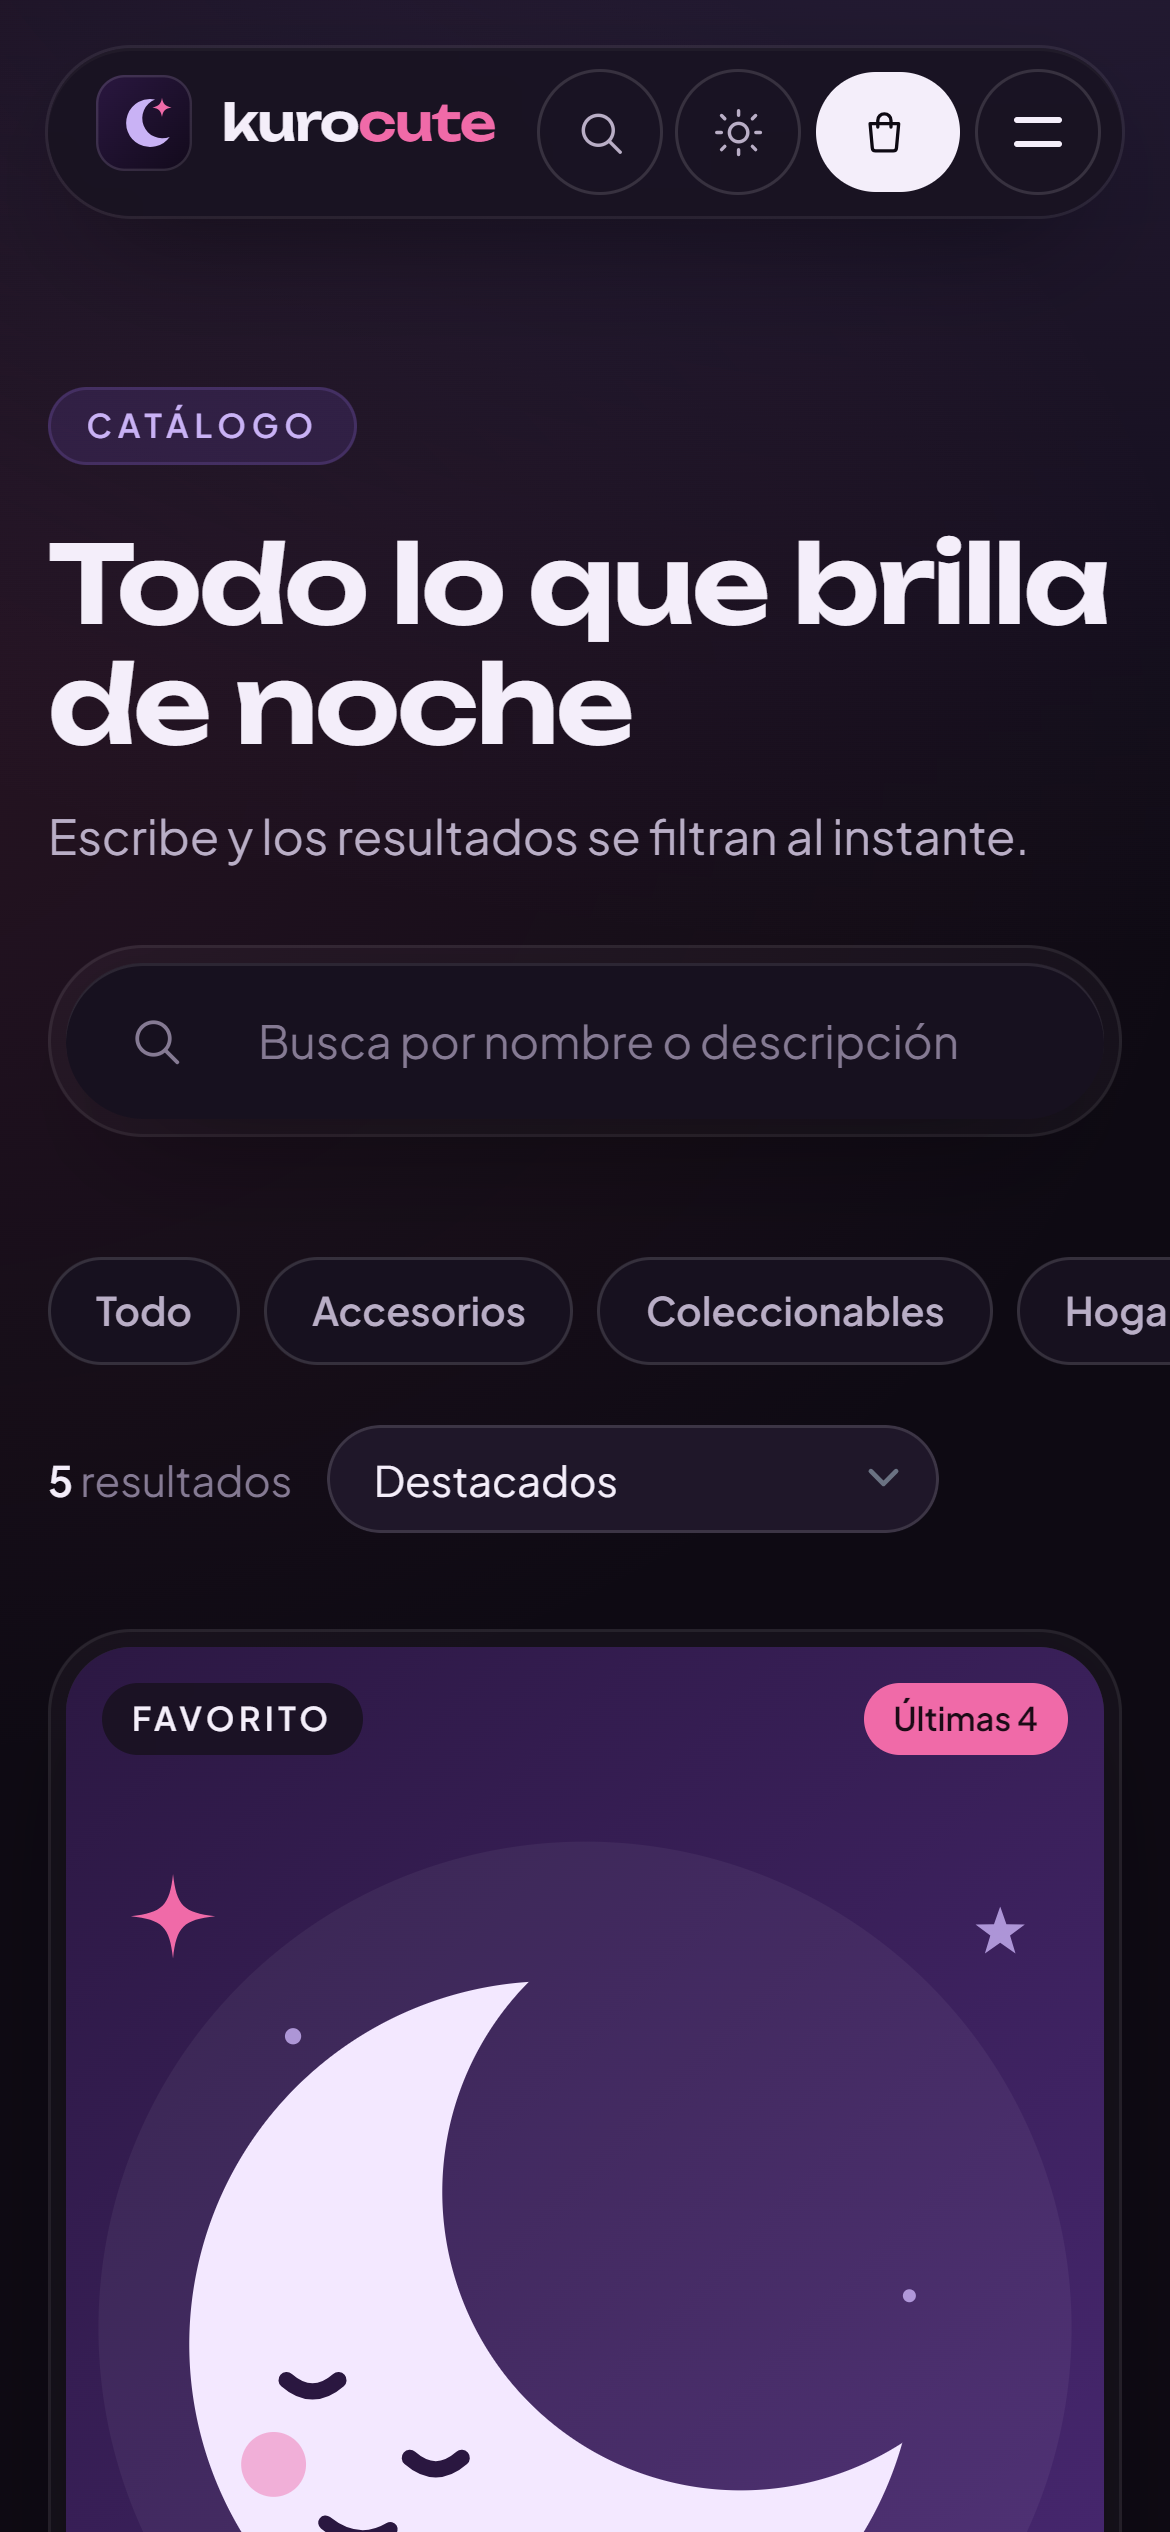 kurocute
CATÁLOGO
Todo lo que brilla
de noche
Escribe y los resultados se filtran al instante.
Busca por nombre o descripción
Todo Accesorios Coleccionables Hoga
5 resultados Destacados
FAVORITO Últimas 4